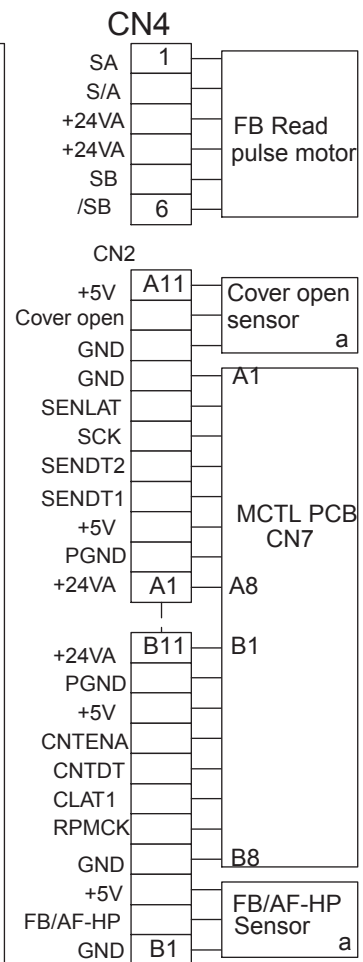 CN4
SA 1
S/A
+24VA FB Read
+24VA pulse motor
SB
/SB 6
CN2
+5V A11 Cover open
Cover open sensor
GND a
GND A1
SENLAT
SCK
SENDT2
SENDT1 MCTL PCB
+5V CN7
PGND
+24VA A1 A8
+24VA B11 B1
PGND
+5V
CNTENA
CNTDT
CLAT1
RPMCK
GND B8
+5V FB/AF-HP
FB/AF-HP Sensor
GND B1 a